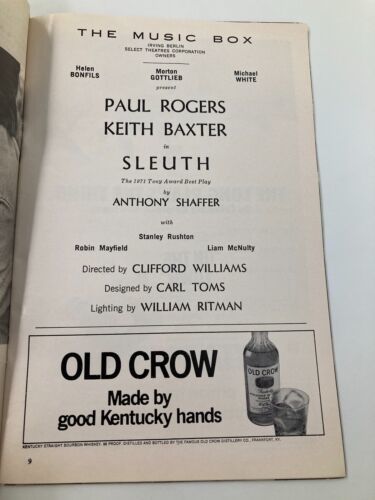 THE MUSIC BOX
IRVING BERLIN
SELECT THEATRES CORPORATION
OWNERS
Helen Morton Michael
BONFILS GOTTLIEB WHITE
present
PAUL ROGERS
KEITH BAXTER
in
SLEUTH
The 1971 Tony Award Best Play
by
ANTHONY SHAFFER
with
Stanley Rushton
Robin Mayfield Liam McNulty
Directed by CLIFFORD WILLIAMS
Designed by CARL TOMS
Lighting by WILLIAM RITMAN
OLD CROW
Made by
good Kentucky hands
OLD CROW
KENTUCKY STRAIGHT BOURBON WHISKEY. 86 PROOF. DISTILLED AND BOTTLED BY THE FAMOUS OLD CROW DISTILLERY CO., FRANKFORT, KY.
9